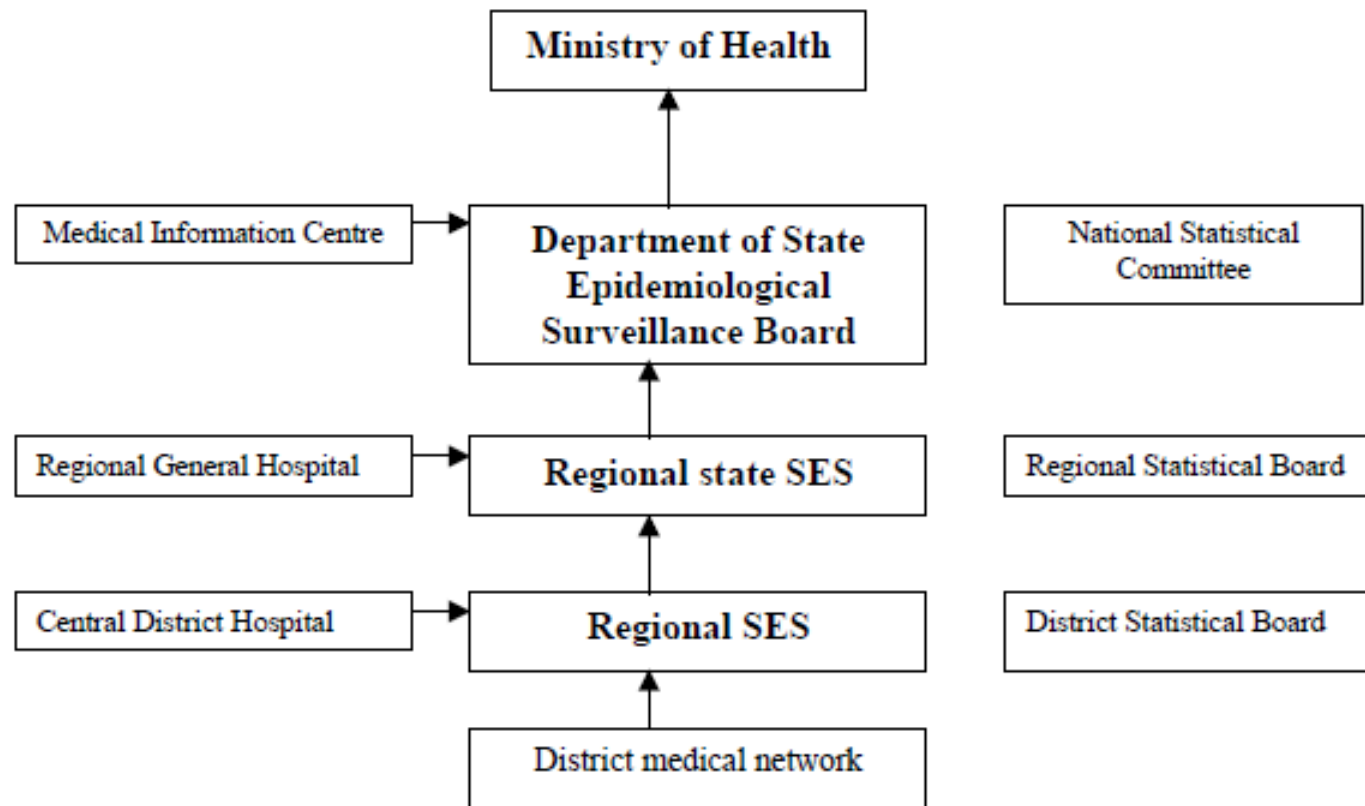 Ministry of Health
Medical Information Centre
Department of State
Epidemiological
Surveillance Board
National Statistical
Committee
Regional General Hospital
Regional state SES
Regional Statistical Board
Central District Hospital
Regional SES
District Statistical Board
District medical network